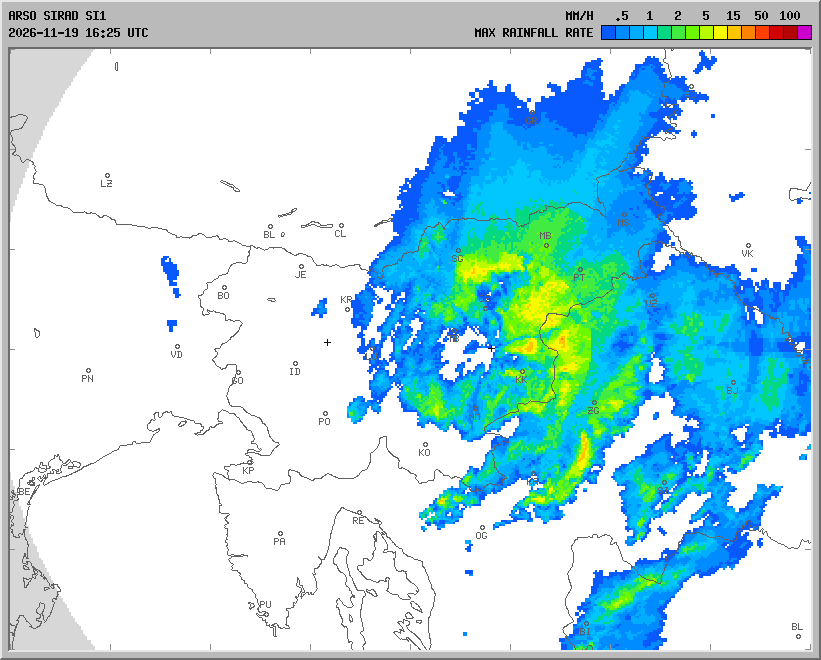 ARSO SIRAD SI1
MM/H .5 1 2 5 15 50 100
2026-11-19 16:25 UTC
MAX RAINFALL RATE
LZ
BL
CL
MB
SG
VK
JE
PT
BO
KR
VD
GO
ID
PN
KK
BJ
ZG
PO
KO
KP
BE
RE
OG
PA
PU
BI
BL